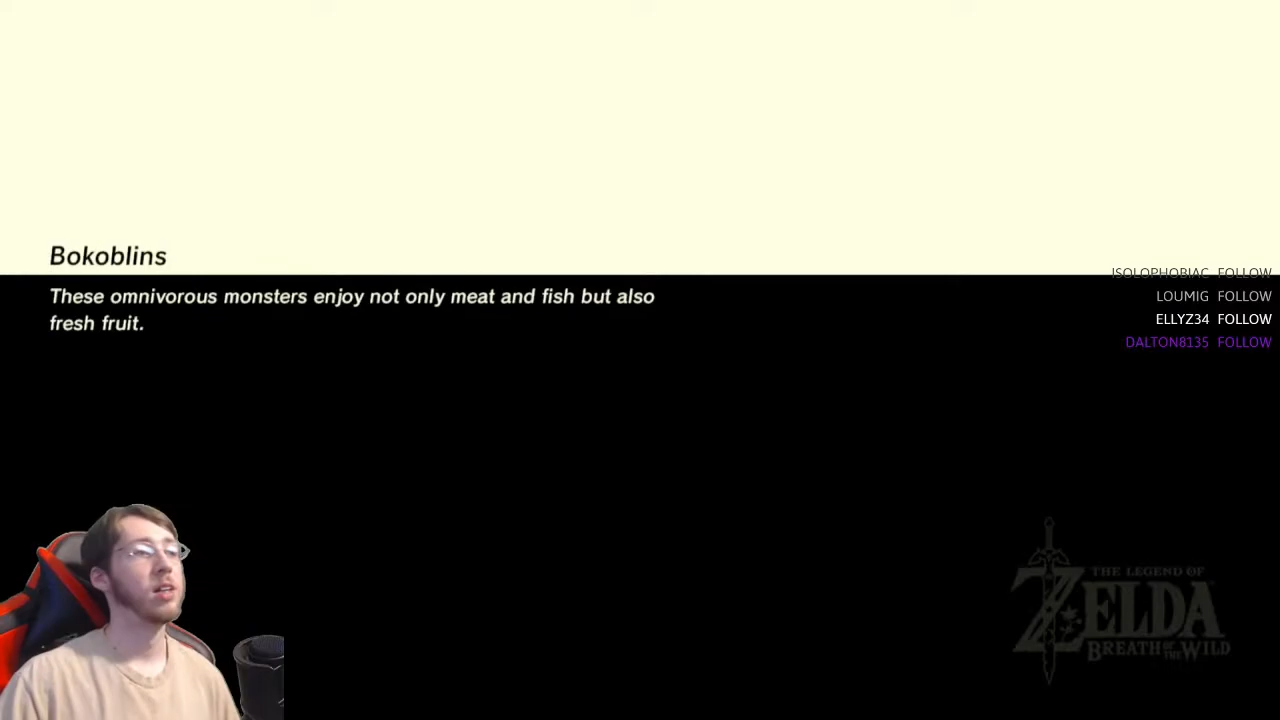 Bokoblins
These omnivorous monsters enjoy not only meat and fish but also
fresh fruit.
ISOLOPHOBIAC FOLLOW
LOUMIG FOLLOW
ELLYZ34 FOLLOW
DALTON8135 FOLLOW
THE LEGEND OF
ZELDA
BREATH OF THE WILD